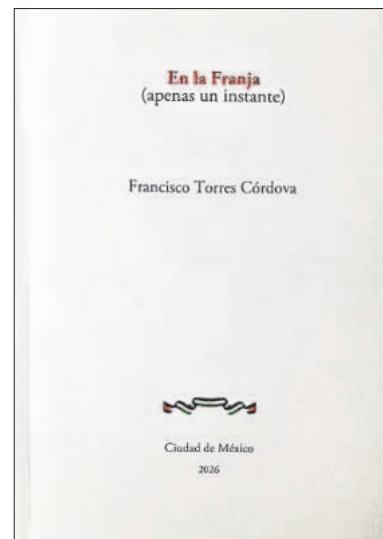 En la Franja
(apenas un instante)
Francisco Torres Córdova
Ciudad de México
2026